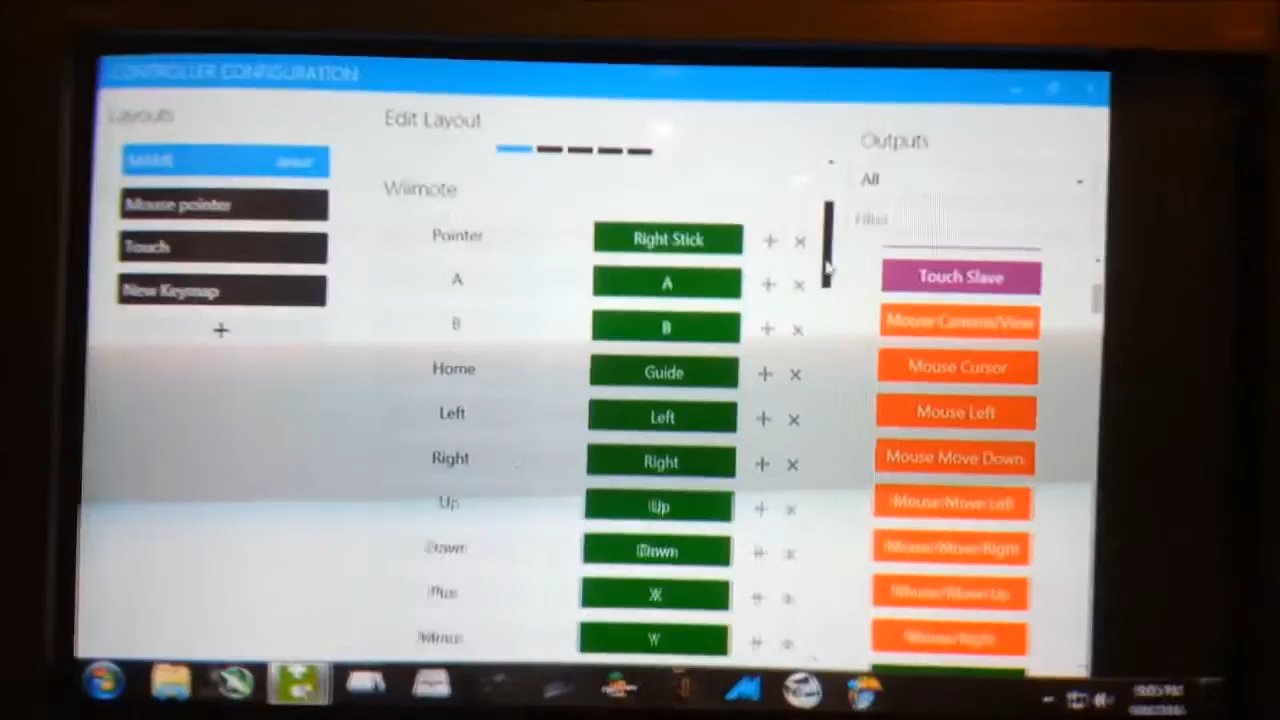 CONTROLLER CONFIGURATION
Layouts
MAME
Mouse pointer
Touch
New Keymap
+
Edit Layout
Wiimote
Pointer Right Stick + ×
A A + ×
B B + ×
Home Guide + ×
Left Left + ×
Right Right + ×
Up Up + ×
Down Down + ×
Plus X + ×
Minus Y + ×
Outputs
All
Filter
Touch Slave
Mouse Camera/View
Mouse Cursor
Mouse Left
Mouse Move Down
Mouse Move Left
Mouse Move Right
Mouse Move Up
Mouse Right